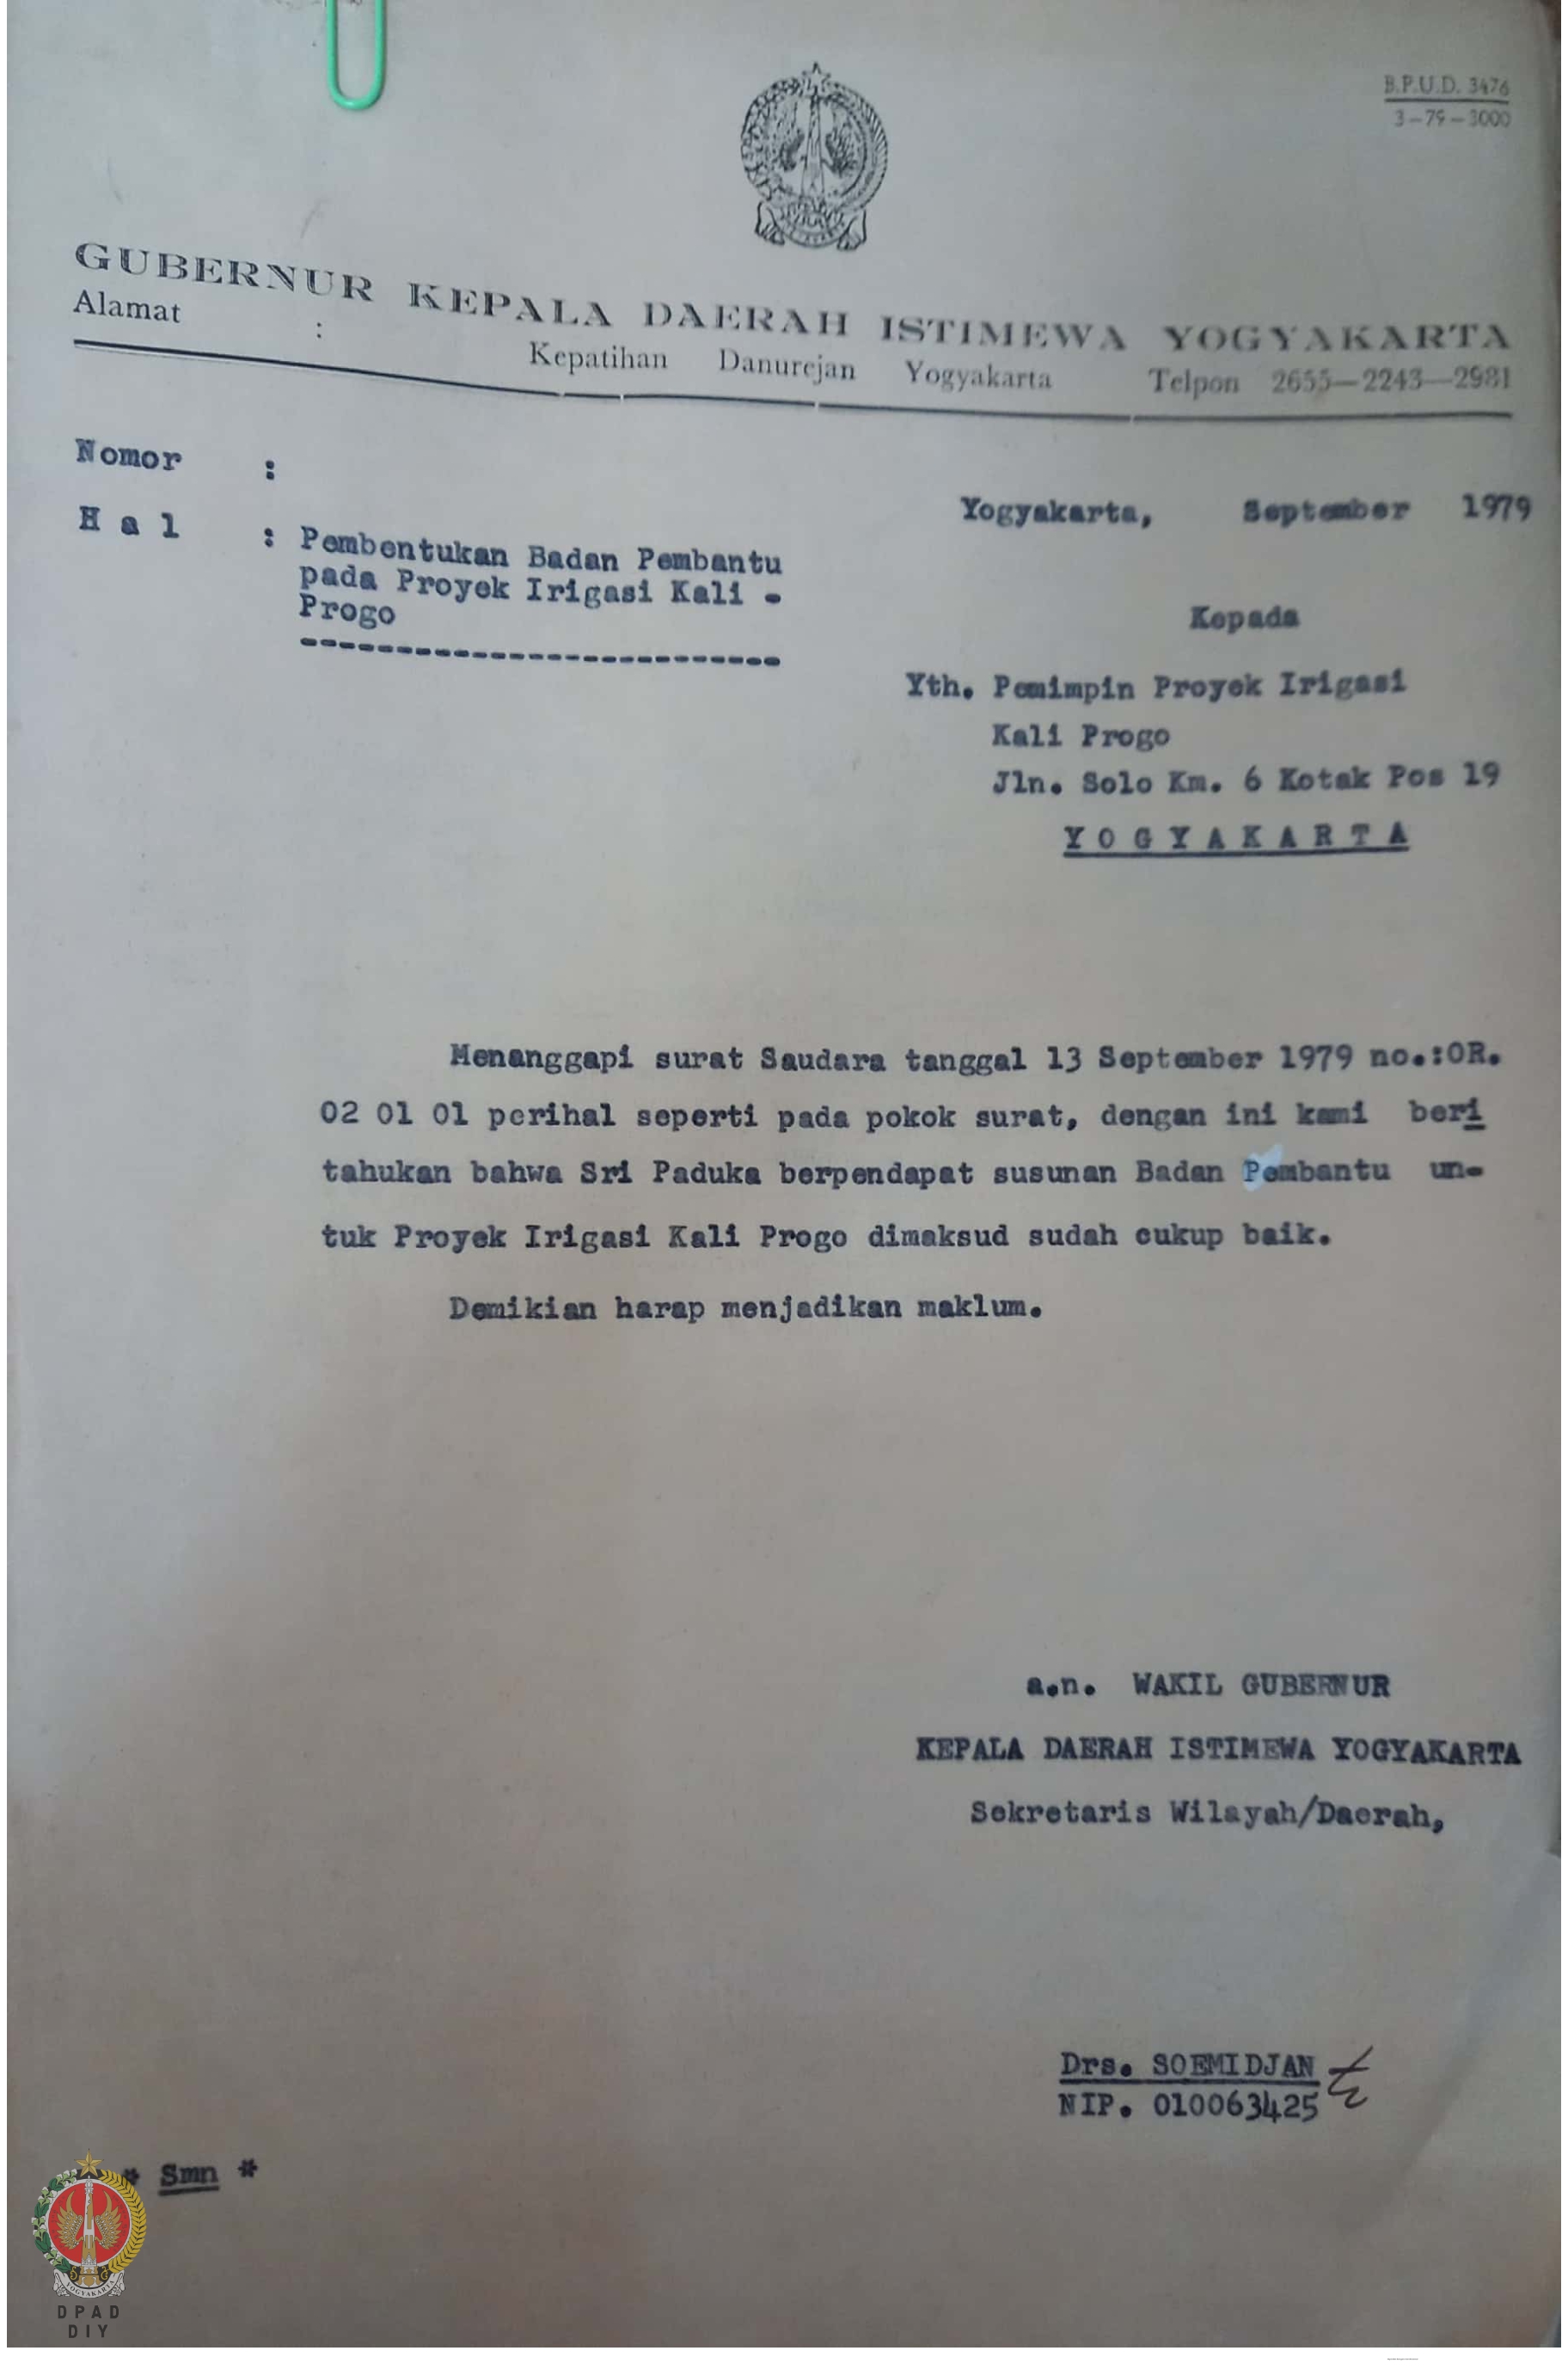 B.P.U.D. 3476
3-79-3000
GUBERNUR KEPALA DAERAH ISTIMEWA YOGYAKARTA
Alamat : Kepatihan Danurejan Yogyakarta Telpon 2655-2243-2981
Nomor :
Yogyakarta, September 1979
H a l : Pembentukan Badan Pembantu
pada Proyek Irigasi Kali -
Progo
Kepada
Yth. Pemimpin Proyek Irigasi
Kali Progo
Jln. Solo Km. 6 Kotak Pos 19
Y O G Y A K A R T A
Menanggapi surat Saudara tanggal 13 September 1979 no.:OR.
02 01 01 perihal seperti pada pokok surat, dengan ini kami beri
tahukan bahwa Sri Paduka berpendapat susunan Badan Pembantu un-
tuk Proyek Irigasi Kali Progo dimaksud sudah cukup baik.
Demikian harap menjadikan maklum.
a.n. WAKIL GUBERNUR
KEPALA DAERAH ISTIMEWA YOGYAKARTA
Sekretaris Wilayah/Daerah,
Drs. SOEMIDJAN
NIP. 010063425
* Smn *
YOGYAKARTA
DPAD
DIY